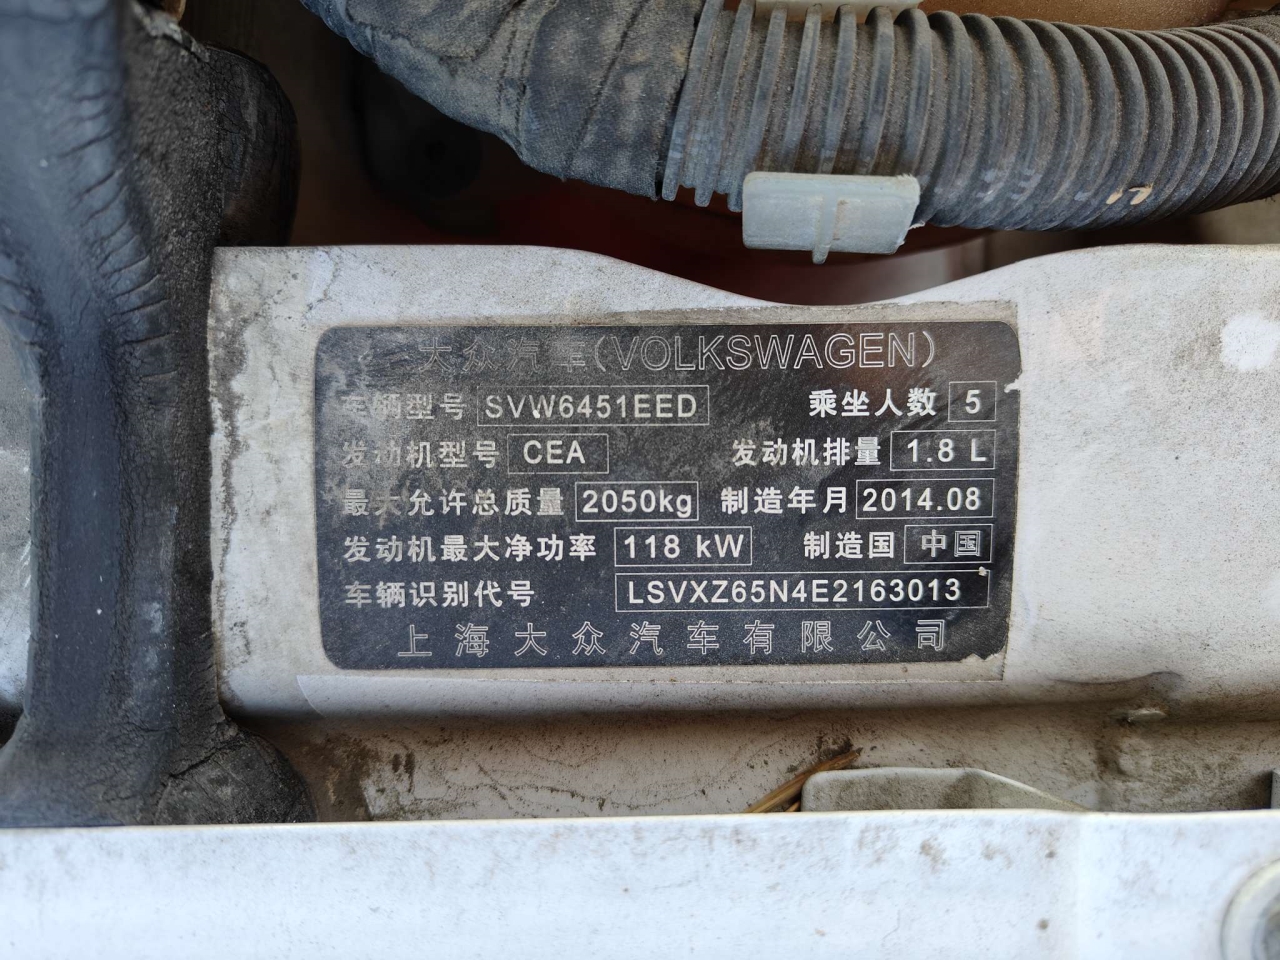 大众汽车(VOLKSWAGEN)
车辆型号 SVW6451EED 乘坐人数 5
发动机型号 CEA 发动机排量 1.8 L
最大允许总质量 2050kg 制造年月 2014.08
发动机最大净功率 118 kW 制造国 中国
车辆识别代号 LSVXZ65N4E2163013
上海大众汽车有限公司